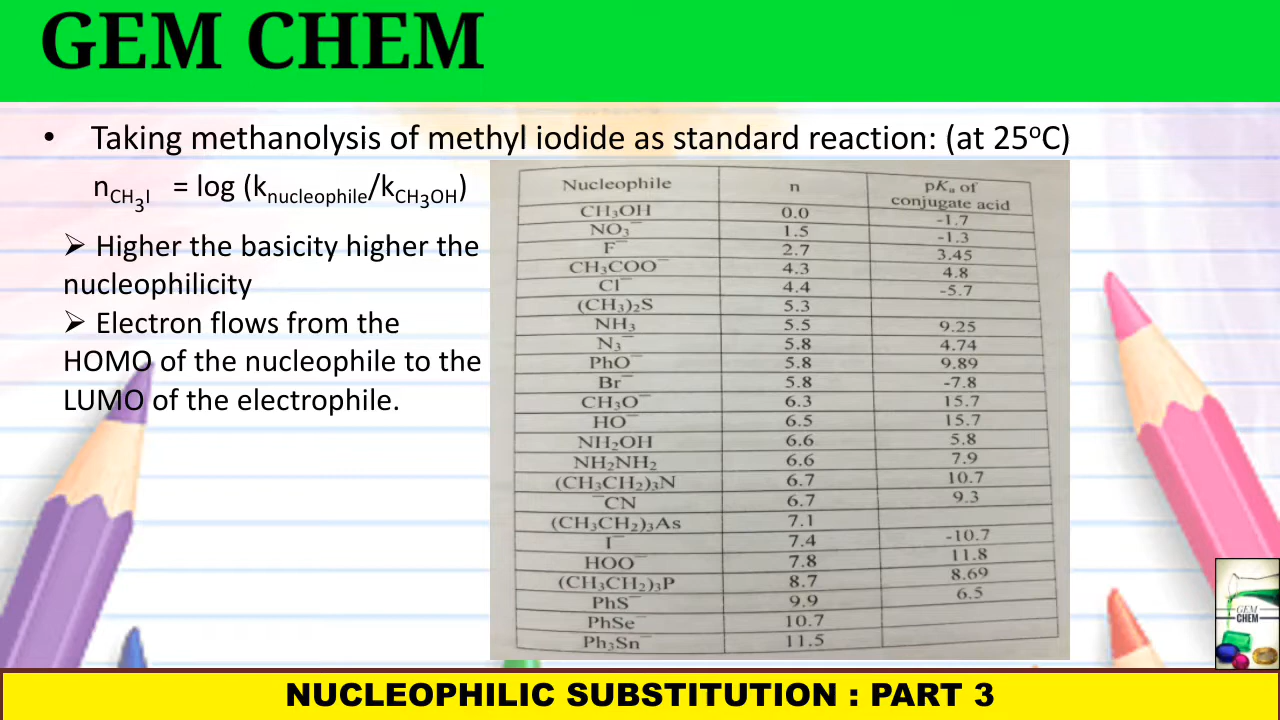 GEM CHEM
• Taking methanolysis of methyl iodide as standard reaction: (at 25ºC)
nCH₃I = log (knucleophile/kCH₃OH)
➢ Higher the basicity higher the
nucleophilicity
➢ Electron flows from the
HOMO of the nucleophile to the
LUMO of the electrophile.
Nucleophile n pKₐ of
conjugate acid
CH₃OH 0.0 -1.7
NO₃⁻ 1.5 -1.3
F⁻ 2.7 3.45
CH₃COO⁻ 4.3 4.8
Cl⁻ 4.4 -5.7
(CH₃)₂S 5.3
NH₃ 5.5 9.25
N₃⁻ 5.8 4.74
PhO⁻ 5.8 9.89
Br⁻ 5.8 -7.8
CH₃O⁻ 6.3 15.7
HO⁻ 6.5 15.7
NH₂OH 6.6 5.8
NH₂NH₂ 6.6 7.9
(CH₃CH₂)₃N 6.7 10.7
⁻CN 6.7 9.3
(CH₃CH₂)₃As 7.1
I⁻ 7.4 -10.7
HOO⁻ 7.8 11.8
(CH₃CH₂)₃P 8.7 8.69
PhS⁻ 9.9 6.5
PhSe⁻ 10.7
Ph₃Sn⁻ 11.5
GEM
CHEM
NUCLEOPHILIC SUBSTITUTION : PART 3